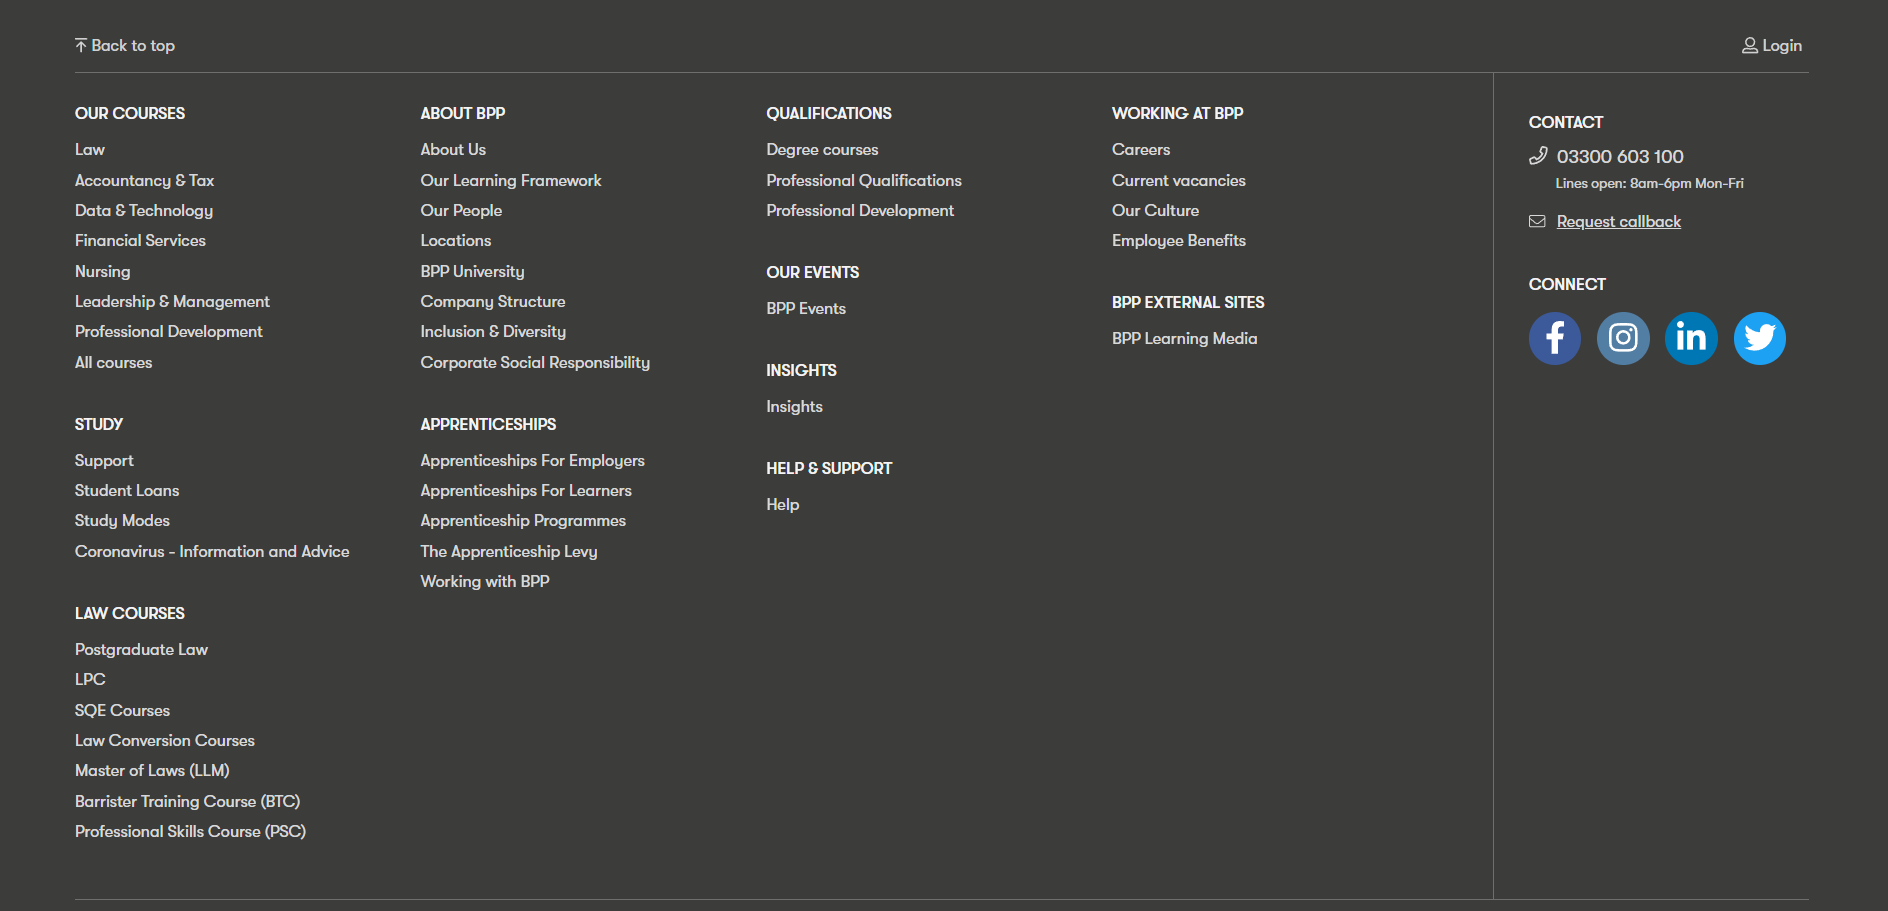 Back to top
Login
OUR COURSES
Law
Accountancy & Tax
Data & Technology
Financial Services
Nursing
Leadership & Management
Professional Development
All courses
STUDY
Support
Student Loans
Study Modes
Coronavirus - Information and Advice
LAW COURSES
Postgraduate Law
LPC
SQE Courses
Law Conversion Courses
Master of Laws (LLM)
Barrister Training Course (BTC)
Professional Skills Course (PSC)
ABOUT BPP
About Us
Our Learning Framework
Our People
Locations
BPP University
Company Structure
Inclusion & Diversity
Corporate Social Responsibility
APPRENTICESHIPS
Apprenticeships For Employers
Apprenticeships For Learners
Apprenticeship Programmes
The Apprenticeship Levy
Working with BPP
QUALIFICATIONS
Degree courses
Professional Qualifications
Professional Development
OUR EVENTS
BPP Events
INSIGHTS
Insights
HELP & SUPPORT
Help
WORKING AT BPP
Careers
Current vacancies
Our Culture
Employee Benefits
BPP EXTERNAL SITES
BPP Learning Media
CONTACT
03300 603 100
Lines open: 8am-6pm Mon-Fri
Request callback
CONNECT